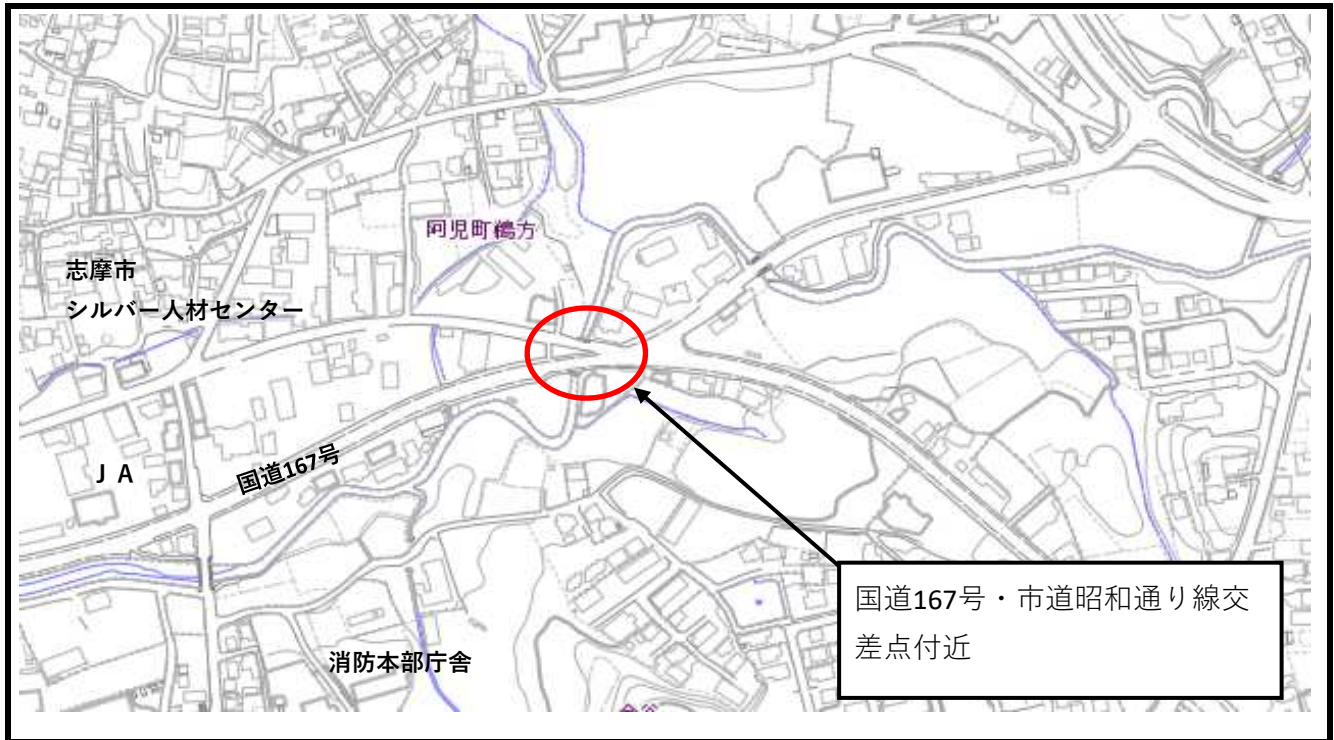 阿児町鵜方
志摩市
シルバー人材センター
JA
国道167号
国道167号・市道昭和通り線交
差点付近
消防本部庁舎